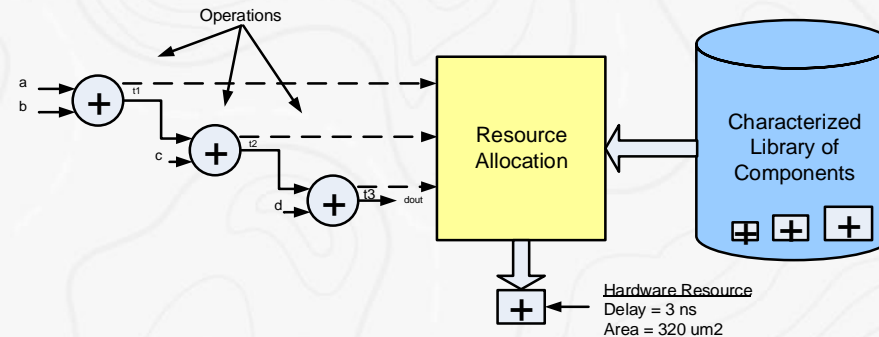 Operations
a
b
+
t1
c
+
t2
d
+
t3
dout
Resource
Allocation
Characterized
Library of
Components
+ + +
+
Hardware Resource
Delay = 3 ns
Area = 320 um2